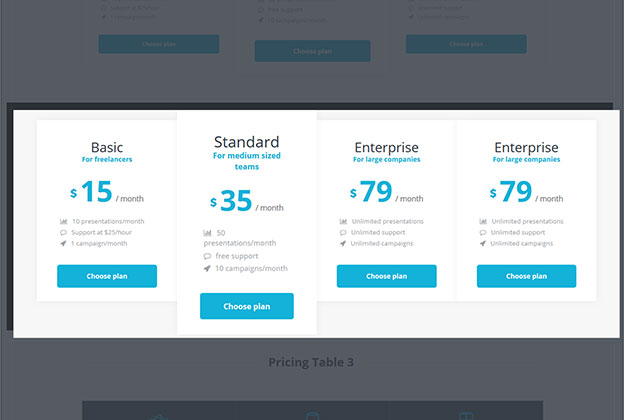 Support at $25/hour
1 campaign/month
free support
10 campaigns/month
Unlimited support
Unlimited campaigns
Choose plan
Choose plan
Choose plan
Basic
For freelancers
$ 15 / month
10 presentations/month
Support at $25/hour
1 campaign/month
Choose plan
Standard
For medium sized
teams
$ 35 / month
50
presentations/month
free support
10 campaigns/month
Choose plan
Enterprise
For large companies
$ 79 / month
Unlimited presentations
Unlimited support
Unlimited campaigns
Choose plan
Enterprise
For large companies
$ 79 / month
Unlimited presentations
Unlimited support
Unlimited campaigns
Choose plan
Pricing Table 3